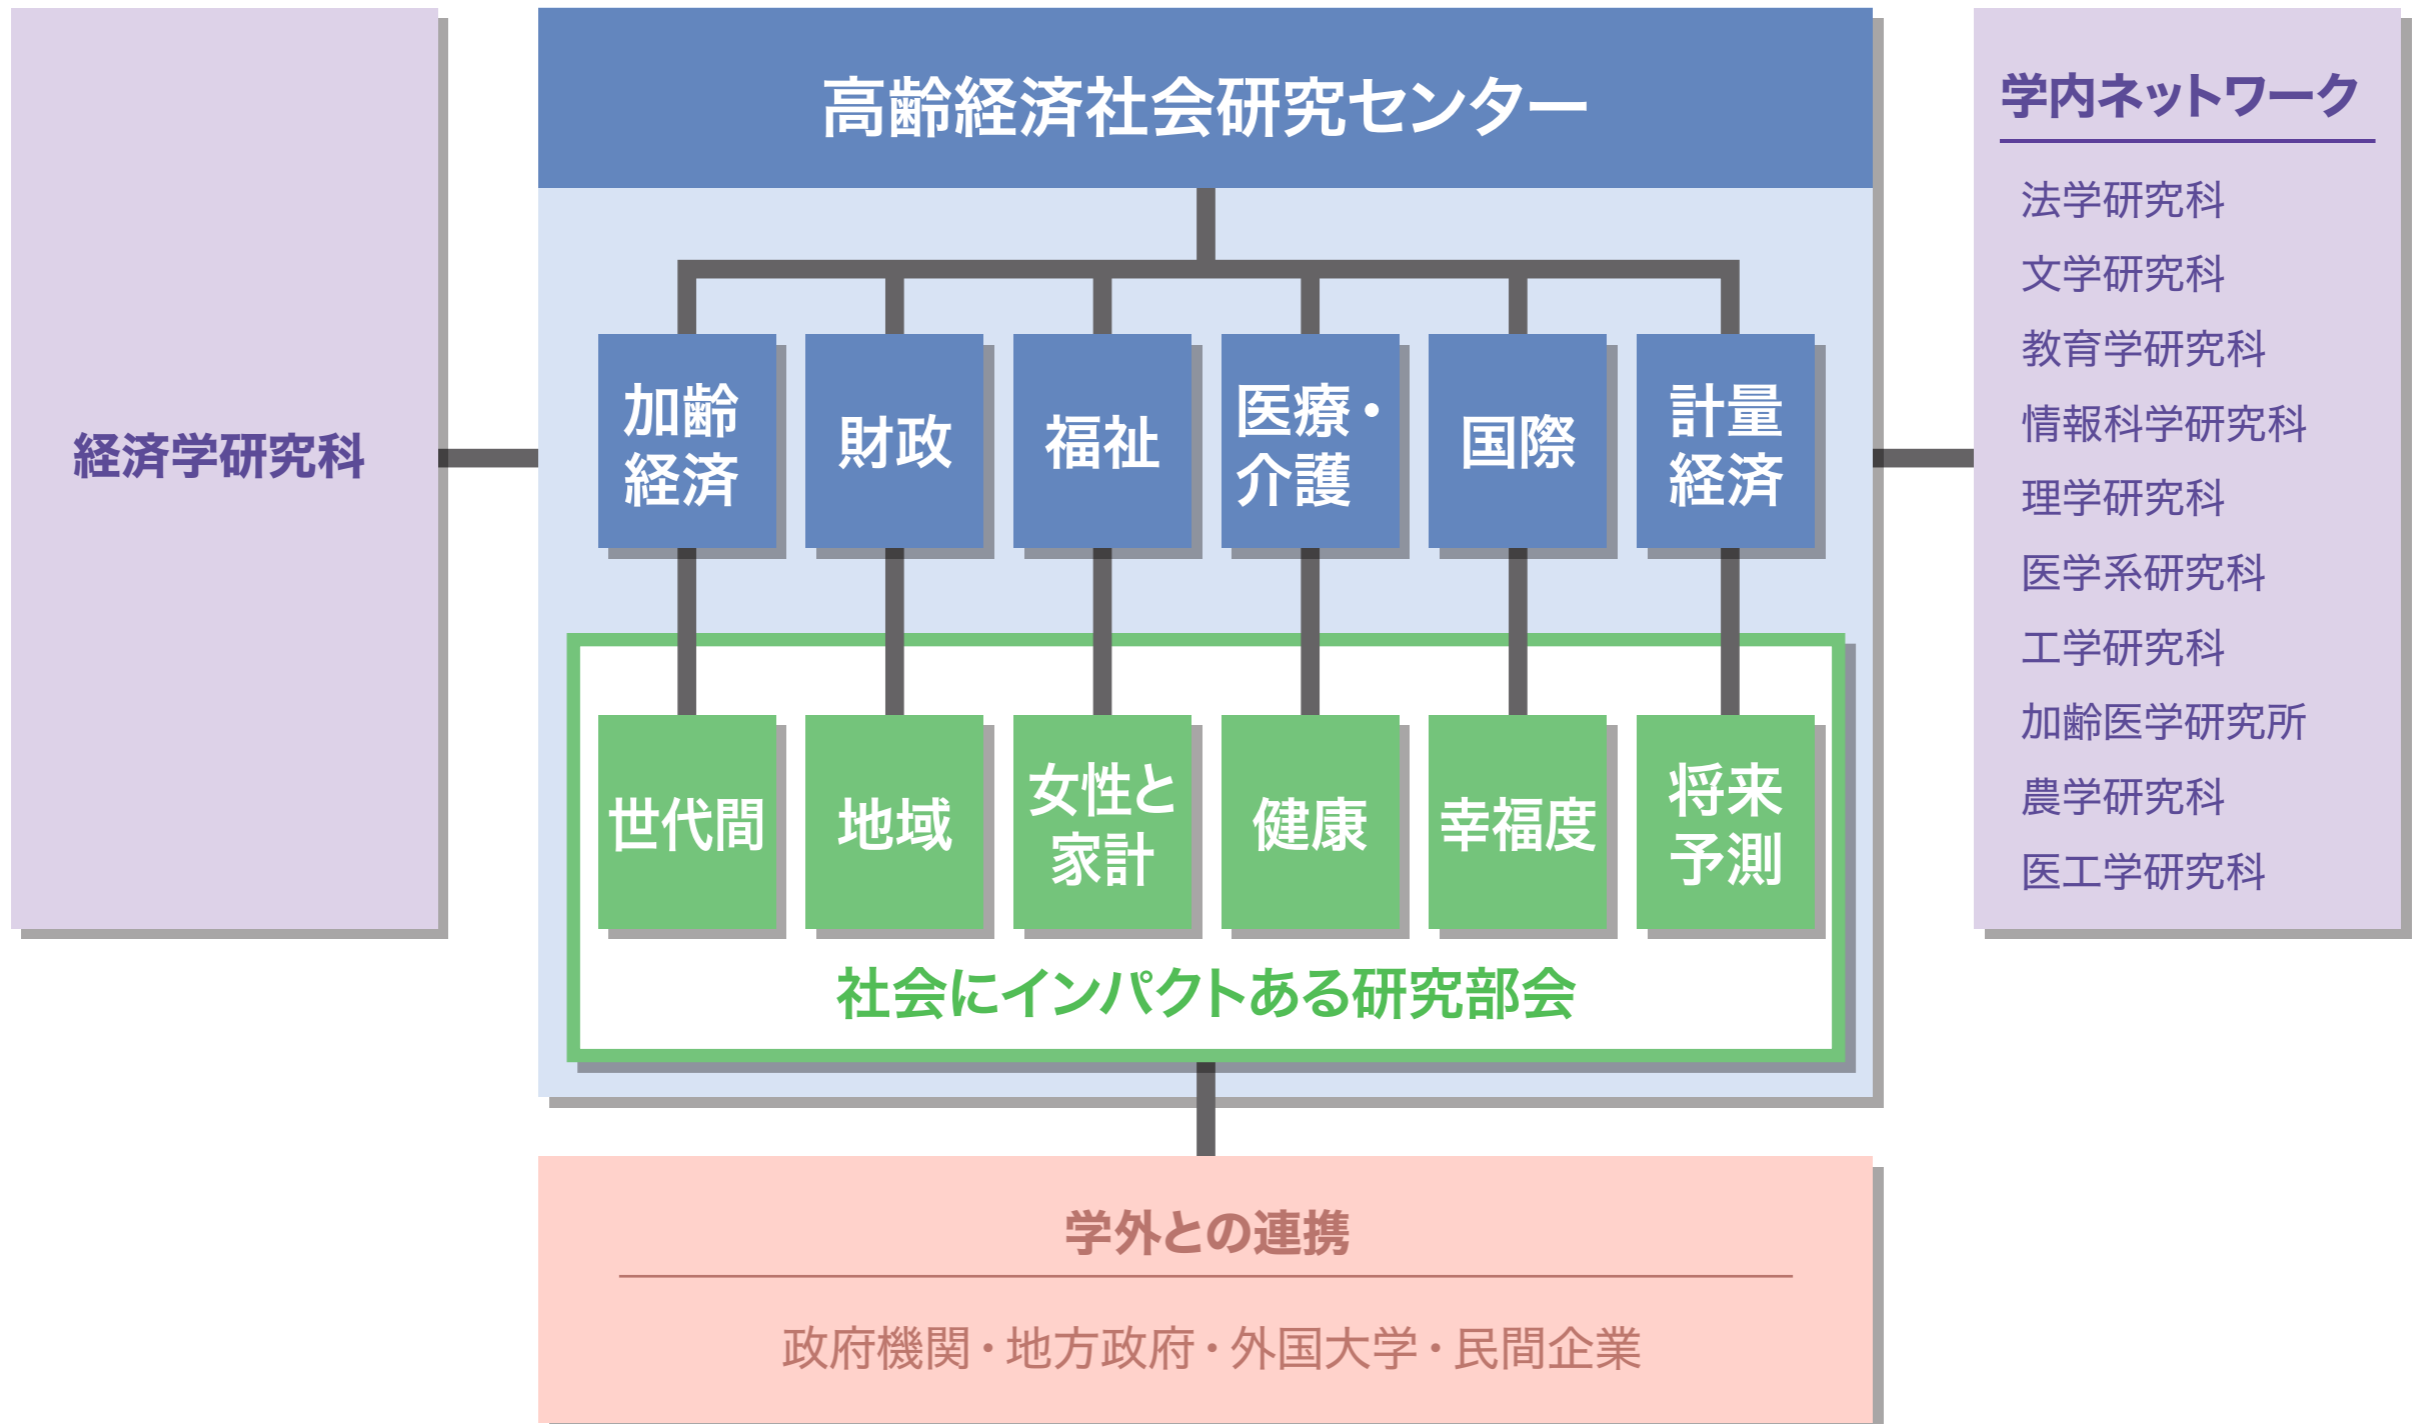 経済学研究科
高齢経済社会研究センター
加齢
経済
財政
福祉
医療・
介護
国際
計量
経済
世代間
地域
女性と
家計
健康
幸福度
将来
予測
社会にインパクトある研究部会
学内ネットワーク
法学研究科
文学研究科
教育学研究科
情報科学研究科
理学研究科
医学系研究科
工学研究科
加齢医学研究所
農学研究科
医工学研究科
学外との連携
政府機関・地方政府・外国大学・民間企業